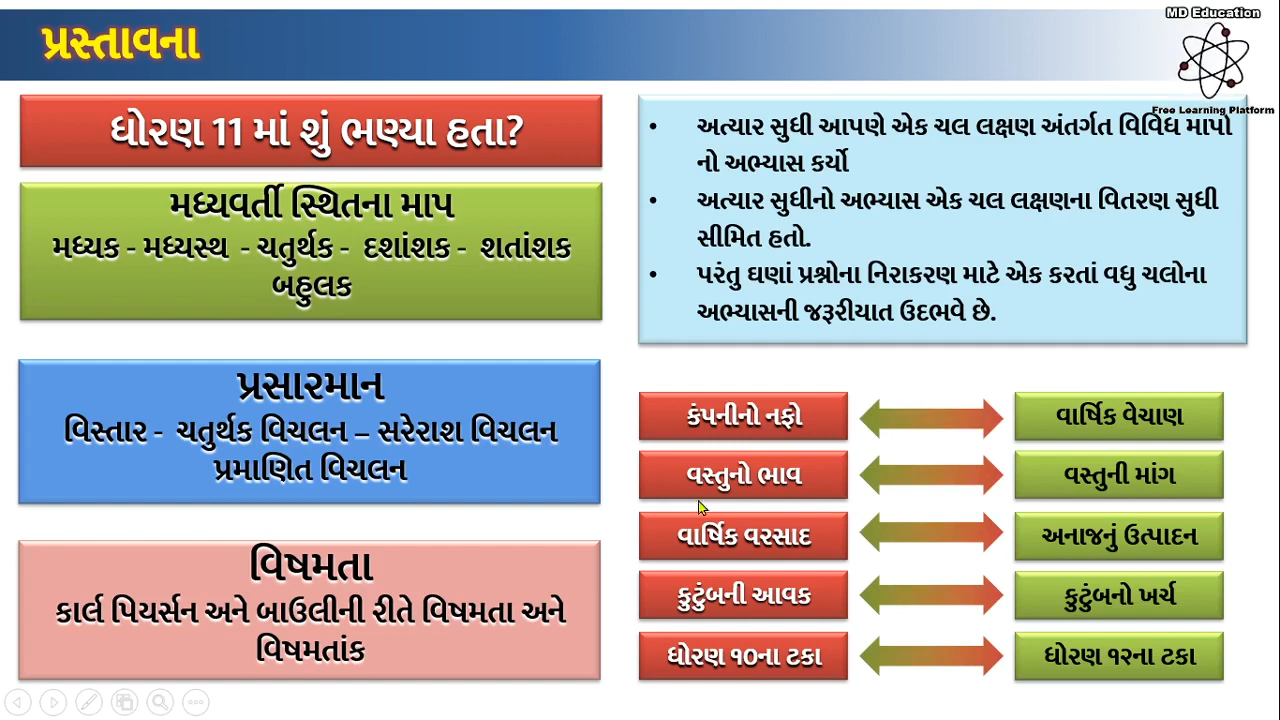 પ્રસ્તાવના
MD Education
Free Learning Platform
ધોરણ 11 માં શું ભણ્યા હતા?
મધ્યવર્તી સ્થિતના માપ
મધ્યક - મધ્યસ્થ - ચતુર્થક - દશાંશક - શતાંશક
બહુલક
પ્રસારમાન
વિસ્તાર - ચતુર્થક વિચલન – સરેરાશ વિચલન
પ્રમાણિત વિચલન
વિષમતા
કાર્લ પિયર્સન અને બાઉલીની રીતે વિષમતા અને
વિષમતાંક
• અત્યાર સુધી આપણે એક ચલ લક્ષણ અંતર્ગત વિવિધ માપો
નો અભ્યાસ કર્યો
• અત્યાર સુધીનો અભ્યાસ એક ચલ લક્ષણના વિતરણ સુધી
સીમિત હતો.
• પરંતુ ઘણાં પ્રશ્નોના નિરાકરણ માટે એક કરતાં વધુ ચલોના
અભ્યાસની જરૂરીયાત ઉદભવે છે.
કંપનીનો નફો વાર્ષિક વેચાણ
વસ્તુનો ભાવ વસ્તુની માંગ
વાર્ષિક વરસાદ અનાજનું ઉત્પાદન
કુટુંબની આવક કુટુંબનો ખર્ચ
ધોરણ ૧૦ના ટકા ધોરણ ૧૨ના ટકા